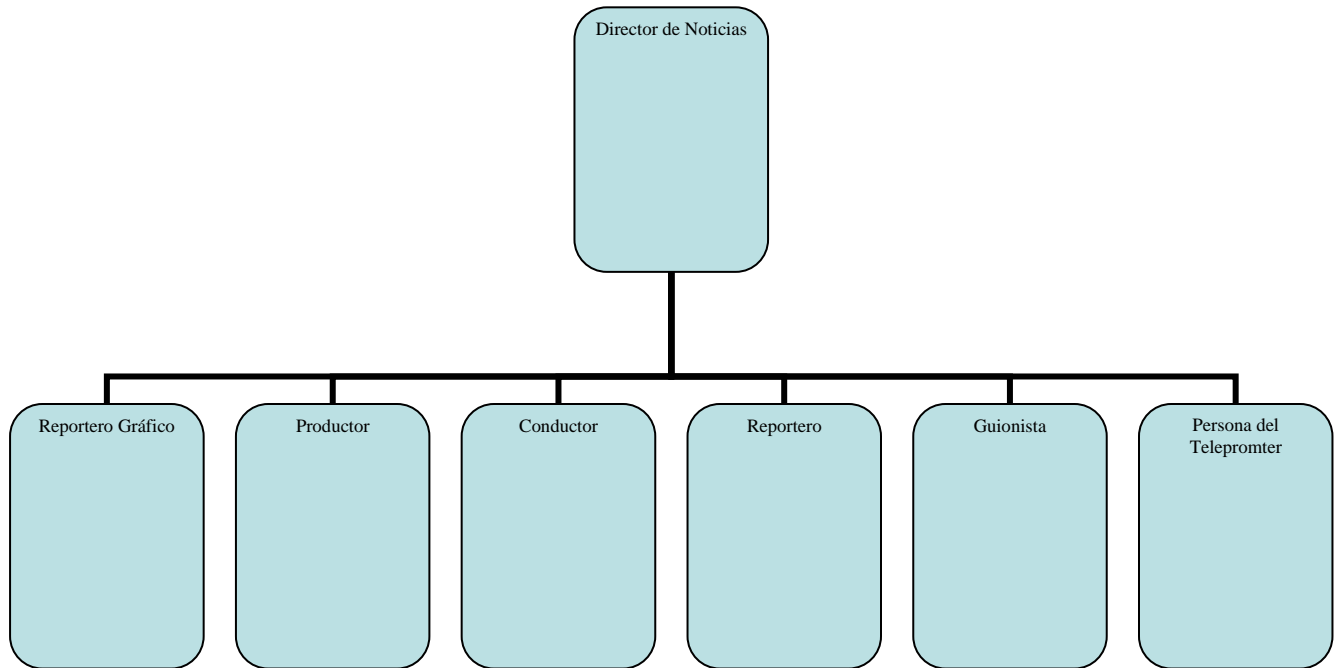 Director de Noticias
Reportero Gráfico
Productor
Conductor
Reportero
Guionista
Persona del
Telepromter